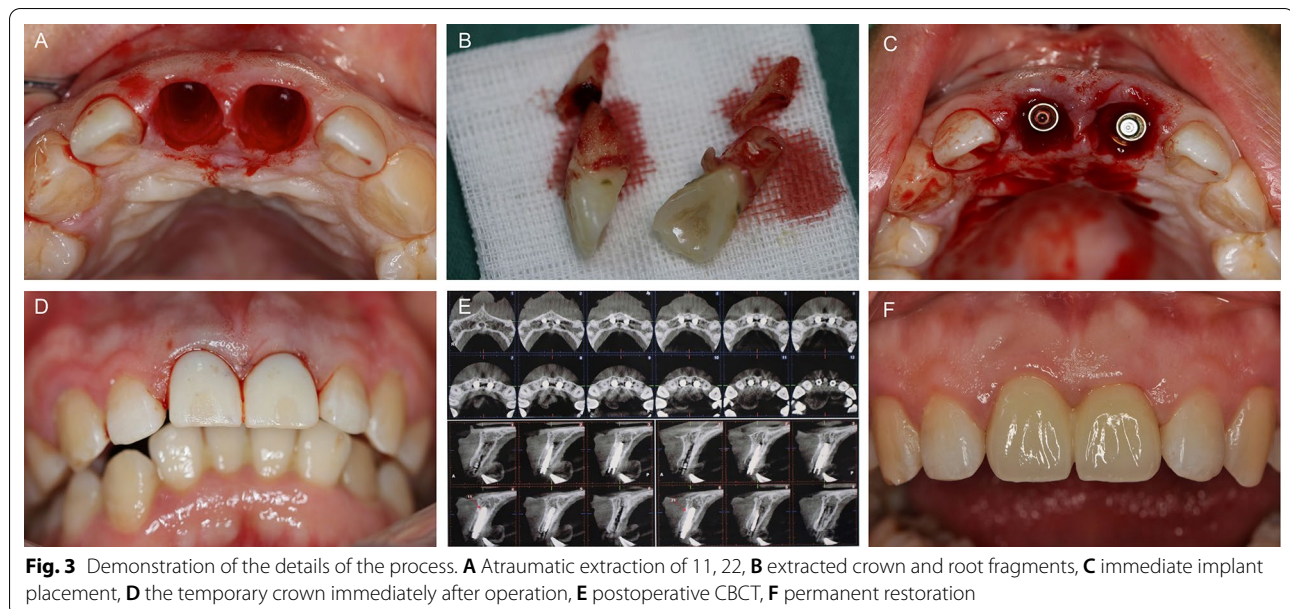 A
B
C
D
E
F
Fig. 3 Demonstration of the details of the process. A Atraumatic extraction of 11, 22, B extracted crown and root fragments, C immediate implant
placement, D the temporary crown immediately after operation, E postoperative CBCT, F permanent restoration